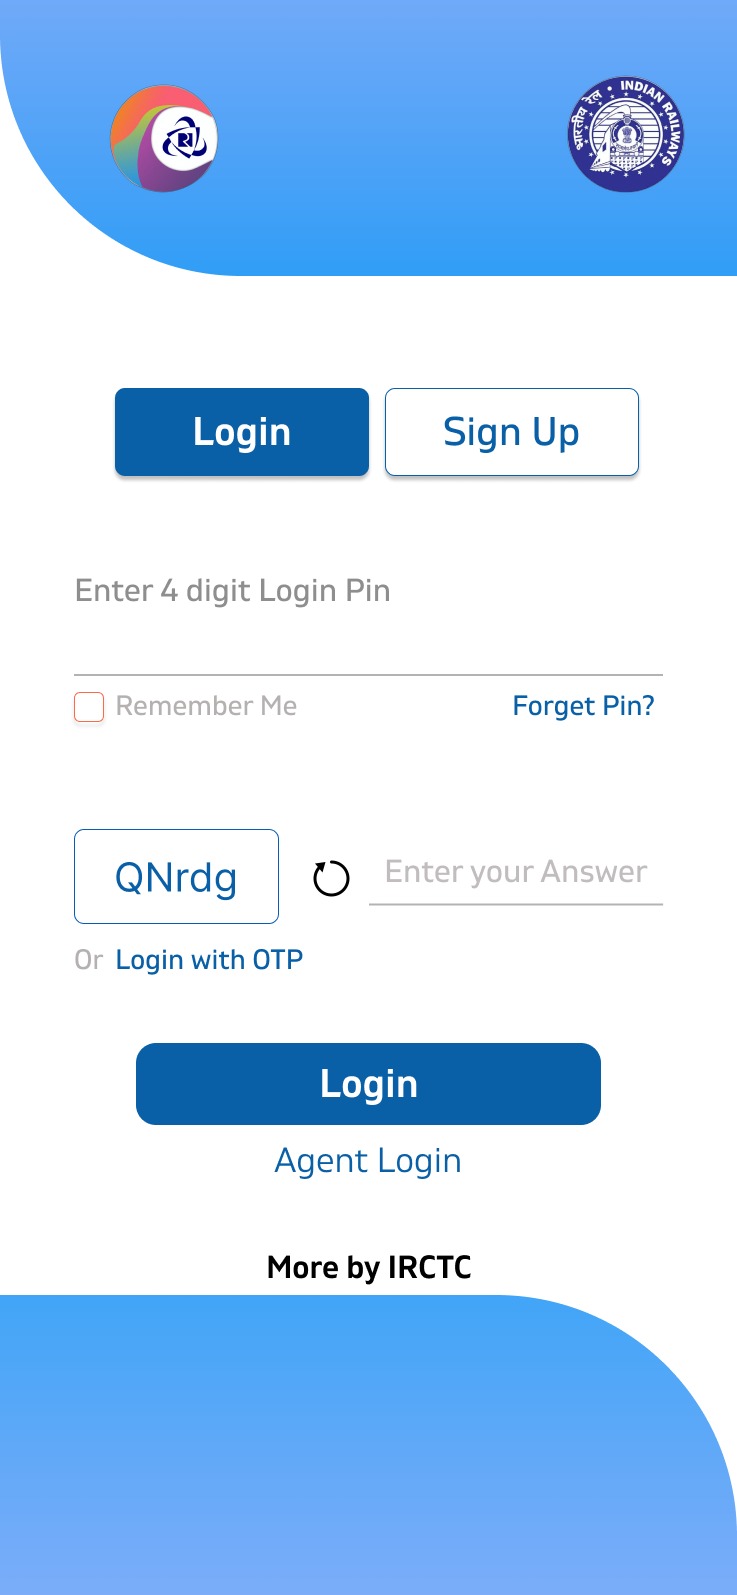 भारतीय रेल • INDIAN RAILWAYS
Login
Sign Up
Enter 4 digit Login Pin
Remember Me
Forget Pin?
QNrdg
Enter your Answer
Or Login with OTP
Login
Agent Login
More by IRCTC